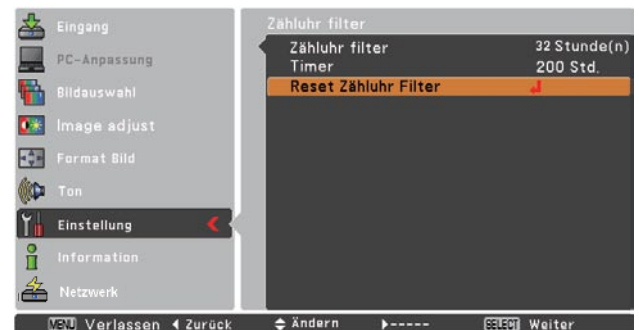 Eingang
PC-Anpassung
Bildauswahl
Image adjust
Format Bild
Ton
Einstellung
Information
Netzwerk
Zähluhr filter
Zähluhr filter 32 Stunde(n)
Timer 200 Std.
Reset Zähluhr Filter
MENU Verlassen Zurück Ändern ----- SELECT Weiter